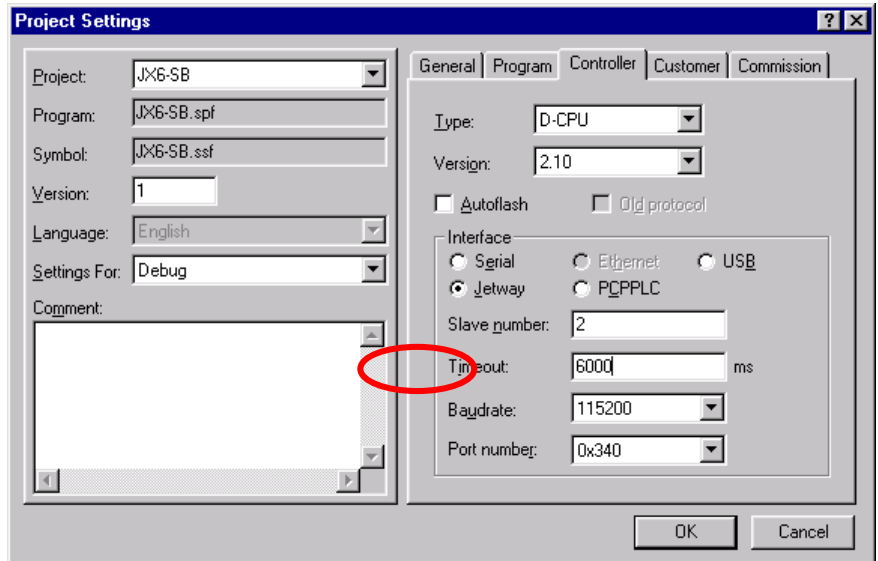 Project Settings
Project: JX6-SB
Program: JX6-SB.spf
Symbol: JX6-SB.ssf
Version: 1
Language: English
Settings For: Debug
Comment:
General Program Controller Customer Commission
Type: D-CPU
Version: 2.10
Autoflash Old protocol
Interface
Serial Ethernet USB
Jetway PCPPLC
Slave number: 2
Timeout: 6000 ms
Baudrate: 115200
Port number: 0x340
OK Cancel